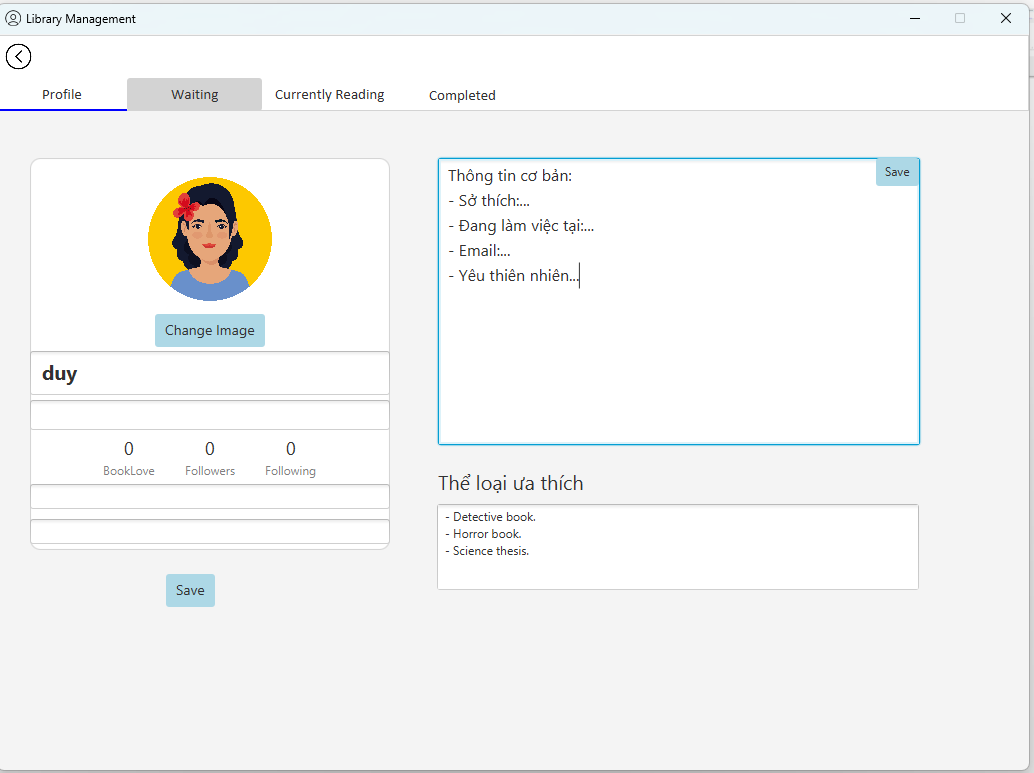 Library Management
Profile
Waiting
Currently Reading
Completed
Change Image
duy
0
0
0
BookLove
Followers
Following
Save
Thông tin cơ bản:
- Sở thích:...
- Đang làm việc tại:...
- Email:...
- Yêu thiên nhiên...
Save
Thể loại ưa thích
- Detective book.
- Horror book.
- Science thesis.